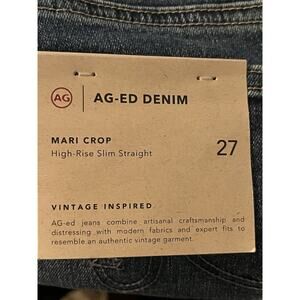 AG AG-ED DENIM
MARI CROP
High-Rise Slim Straight
27
VINTAGE INSPIRED
AG-ed jeans combine artisanal craftsmanship and
distressing with modern fabrics and expert fits to
resemble an authentic vintage garment.